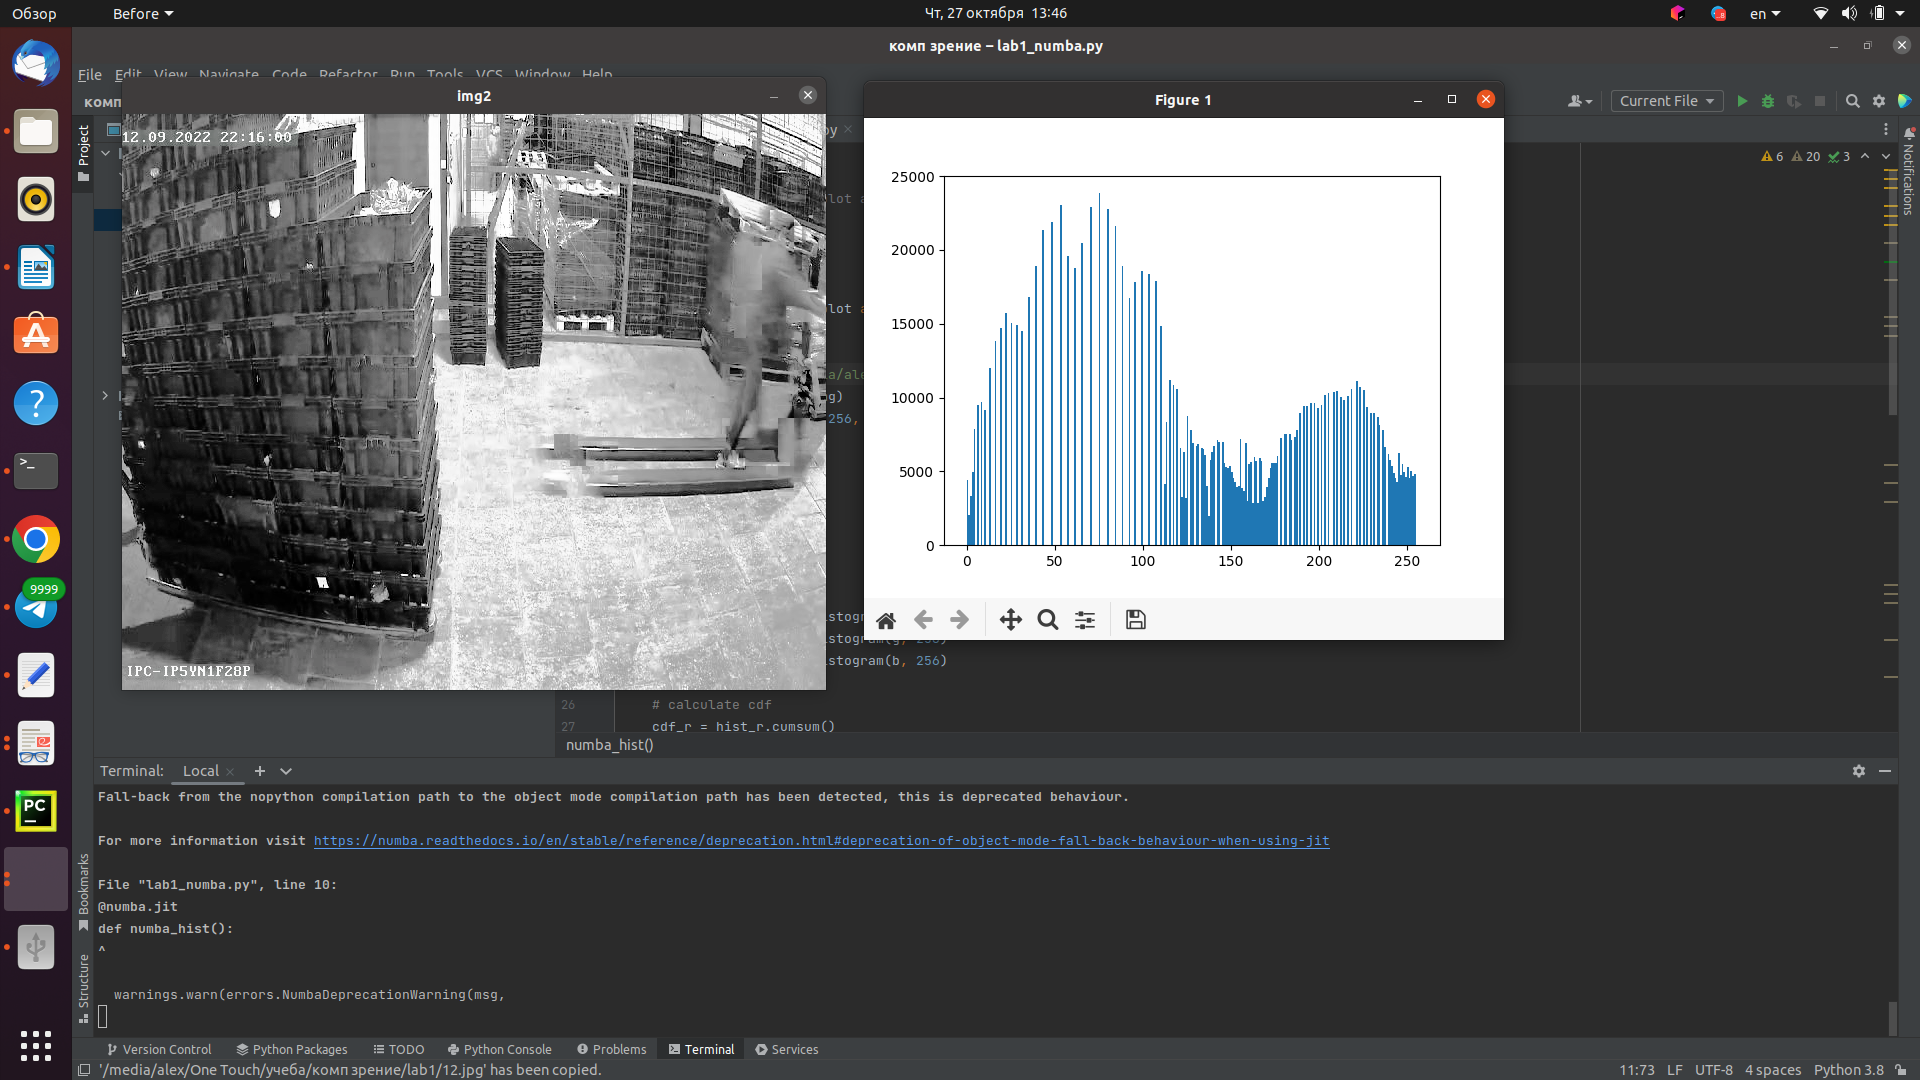 Обзор
Before
Чт, 27 октября 13:46
en
комп зрение – lab1_numba.py
File Edit View Navigate Code Refactor Run Tools VCS Window Help
комп
Current File
img2
Figure 1
Project
Notifications
12.09.2022 22:16:00
IPC-IP5YN1F28P
py
6 20 3
lot a
lot a
a/ale
g)
256,
25000
20000
15000
10000
5000
0
0 50 100 150 200 250
istogram(b, 256)
26 # calculate cdf
27 cdf_r = hist_r.cumsum()
numba_hist()
9999
PC
Terminal: Local
Fall-back from the nopython compilation path to the object mode compilation path has been detected, this is deprecated behaviour.
For more information visit https://numba.readthedocs.io/en/stable/reference/deprecation.html#deprecation-of-object-mode-fall-back-behaviour-when-using-jit
File "lab1_numba.py", line 10:
@numba.jit
def numba_hist():
^
warnings.warn(errors.NumbaDeprecationWarning(msg,
Bookmarks
Structure
Version Control Python Packages TODO Python Console Problems Terminal Services
'/media/alex/One Touch/учеба/комп зрение/lab1/12.jpg' has been copied.
11:73 LF UTF-8 4 spaces Python 3.8